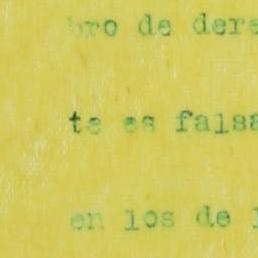 bro de dere
te es falsa
en los de l